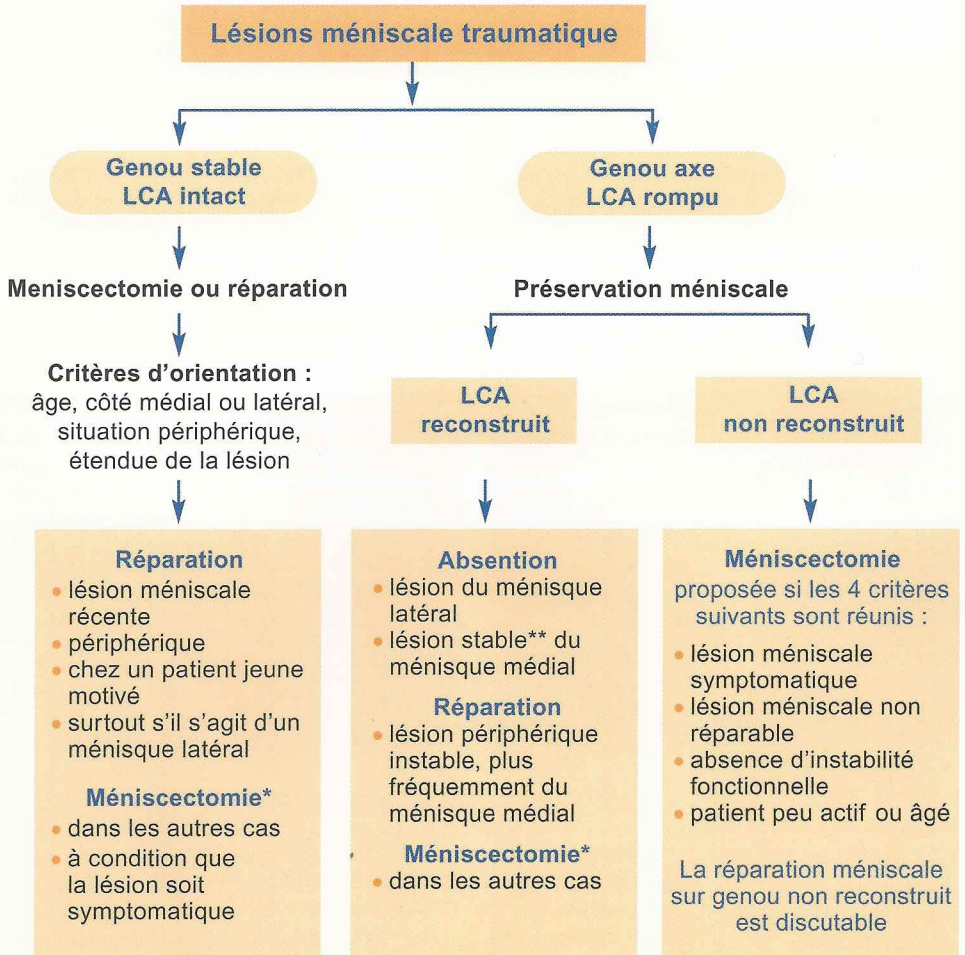 Lésions méniscale traumatique
Genou stable
LCA intact
Genou axe
LCA rompu
Meniscectomie ou réparation
Préservation méniscale
Critères d'orientation :
âge, côté médial ou latéral,
situation périphérique,
étendue de la lésion
LCA
reconstruit
LCA
non reconstruit
Réparation
• lésion méniscale
récente
• périphérique
• chez un patient jeune
motivé
• surtout s'il s'agit d'un
ménisque latéral
Méniscectomie*
• dans les autres cas
• à condition que
la lésion soit
symptomatique
Absention
• lésion du ménisque
latéral
• lésion stable** du
ménisque médial
Réparation
• lésion périphérique
instable, plus
fréquemment du
ménisque médial
Méniscectomie*
• dans les autres cas
Méniscectomie
proposée si les 4 critères
suivants sont réunis :
• lésion méniscale
symptomatique
• lésion méniscale non
réparable
• absence d'instabilité
fonctionnelle
• patient peu actif ou âgé
La réparation méniscale
sur genou non reconstruit
est discutable